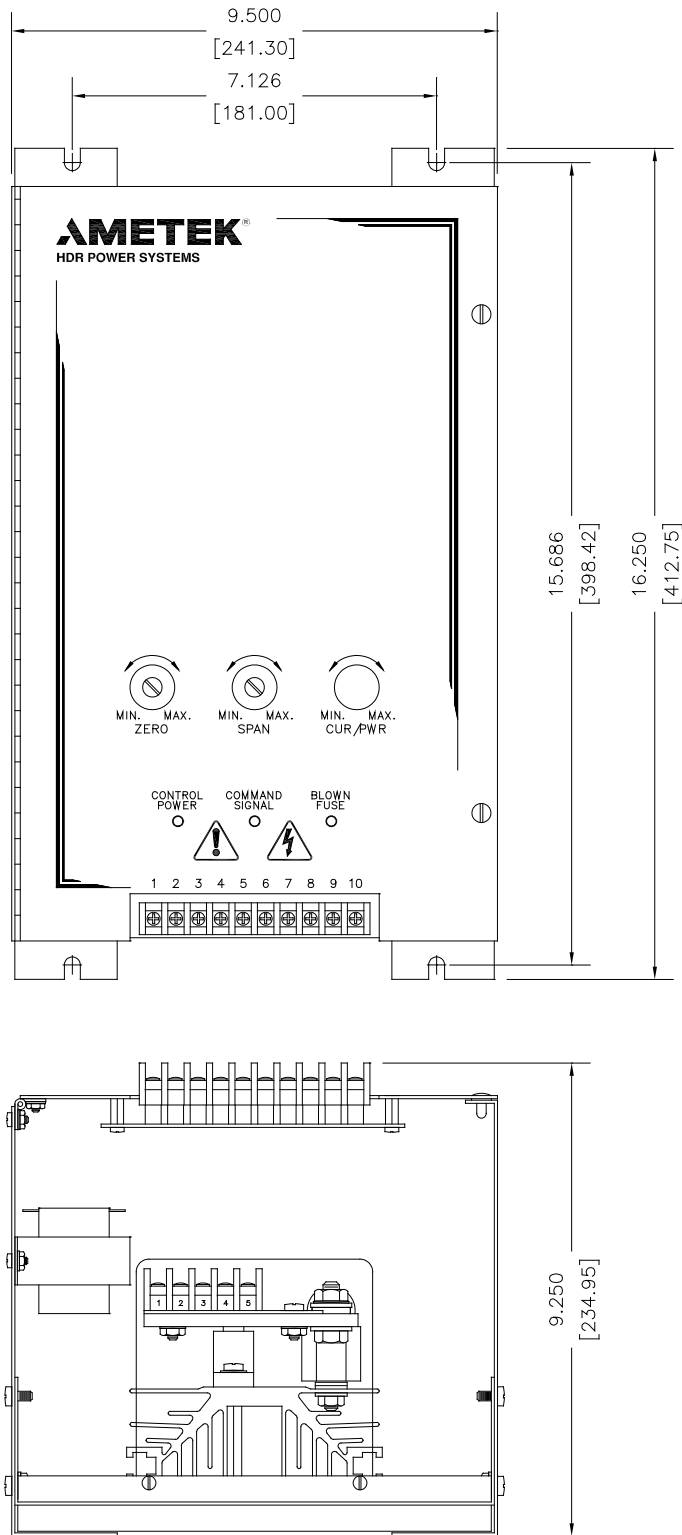 9.500
[241.30]
7.126
[181.00]
AMETEK®
HDR POWER SYSTEMS
15.686
[398.42]
16.250
[412.75]
MIN. MAX.
ZERO
MIN. MAX.
SPAN
MIN. MAX.
CUR/PWR
CONTROL
POWER
COMMAND
SIGNAL
BLOWN
FUSE
!
1 2 3 4 5 6 7 8 9 10
1 2 3 4 5
9.250
[234.95]